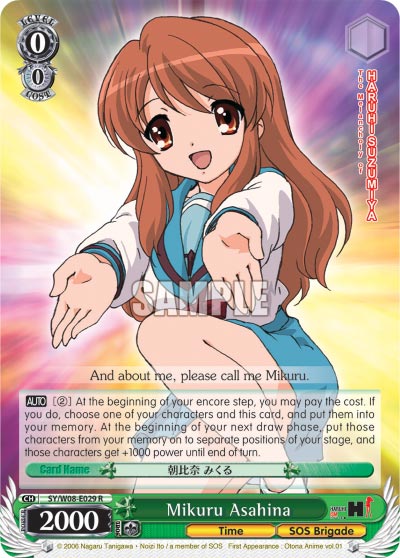 LEVEL
0
0
COST
The Melancholy of
HARUHI SUZUMIYA
SAMPLE
And about me, please call me Mikuru.
AUTO [②] At the beginning of your encore step, you may pay the cost. If
you do, choose one of your characters and this card, and put them into
your memory. At the beginning of your next draw phase, put those
characters from your memory on to separate positions of your stage, and
those characters get +1000 power until end of turn.
Card Name
朝比奈 みくる
CH SY/W08-E029 R
POWER 2000 SOUL
Mikuru Asahina
Time
SOS Brigade
© 2006 Nagaru Tanigawa・Noizi Ito / a member of SOS First Appearance : Otona Anime vol.01